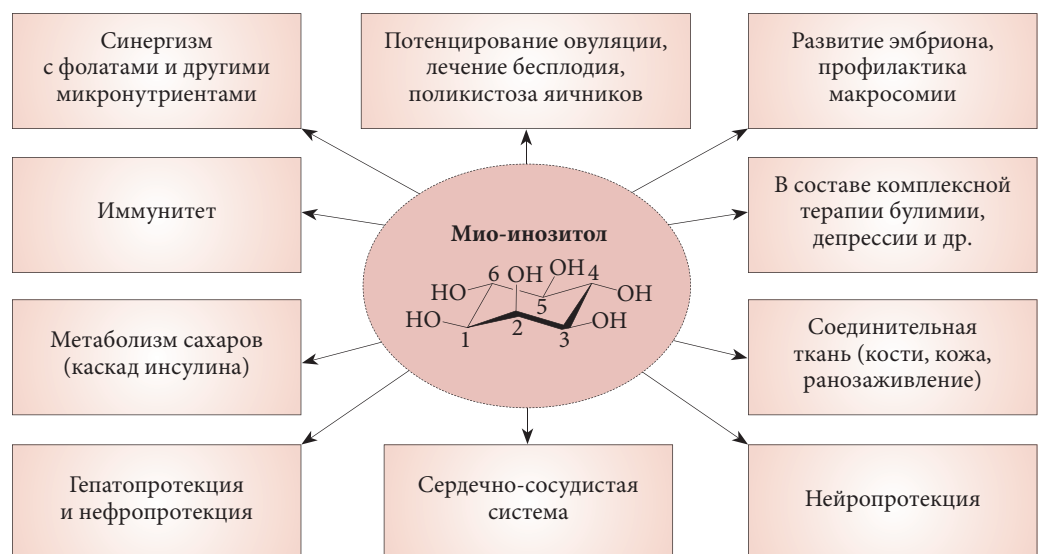 Синергизм
с фолатами и другими
микронутриентами
Потенцирование овуляции,
лечение бесплодия,
поликистоза яичников
Развитие эмбриона,
профилактика
макросомии
Иммунитет
В составе комплексной
терапии булимии,
депрессии и др.
Мио-инозитол
6 OH OH 4
HO 5 OH
HO OH
1 2 3
Метаболизм сахаров
(каскад инсулина)
Соединительная
ткань (кости, кожа,
ранозаживление)
Гепатопротекция
и нефропротекция
Сердечно-сосудистая
система
Нейропротекция